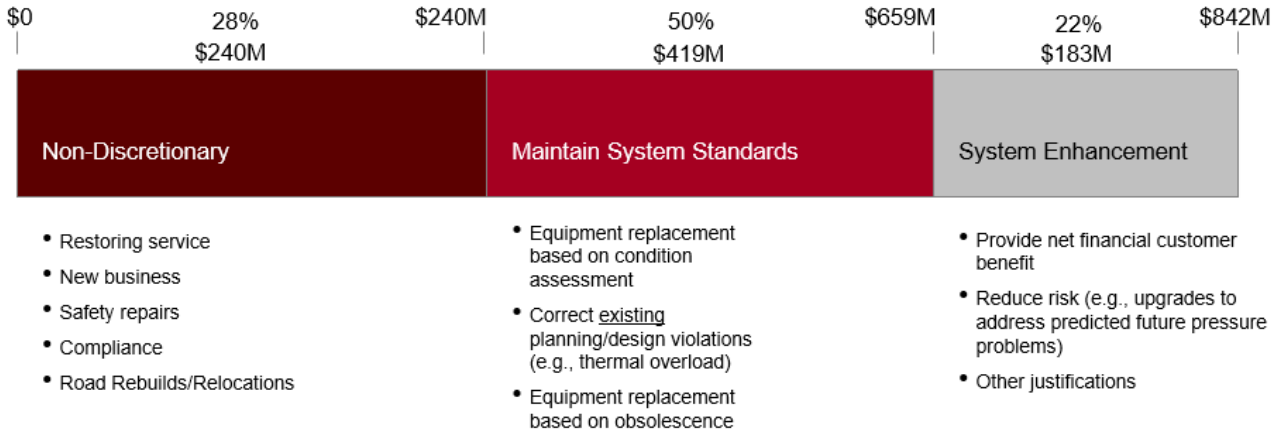 $0
28%
$240M
$240M
50%
$419M
$659M
22%
$183M
$842M
Non-Discretionary
Maintain System Standards
System Enhancement
• Restoring service
• New business
• Safety repairs
• Compliance
• Road Rebuilds/Relocations
• Equipment replacement
based on condition
assessment
• Correct existing
planning/design violations
(e.g., thermal overload)
• Equipment replacement
based on obsolescence
• Provide net financial customer
benefit
• Reduce risk (e.g., upgrades to
address predicted future pressure
problems)
• Other justifications